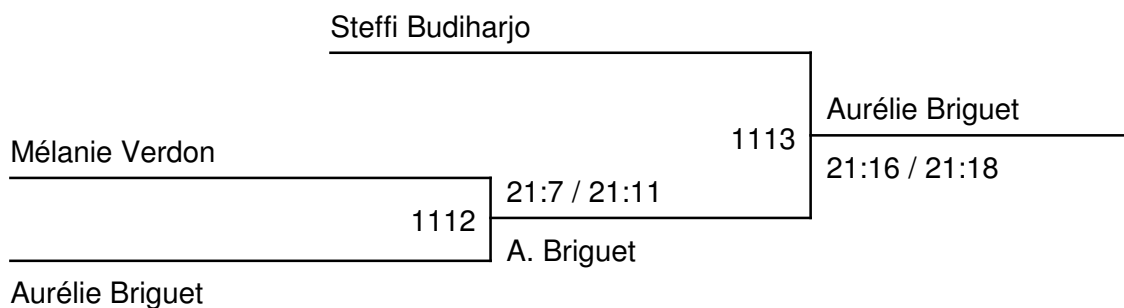 Steffi Budiharjo
Aurélie Briguet
1113
Mélanie Verdon
21:16 / 21:18
21:7 / 21:11
1112
A. Briguet
Aurélie Briguet